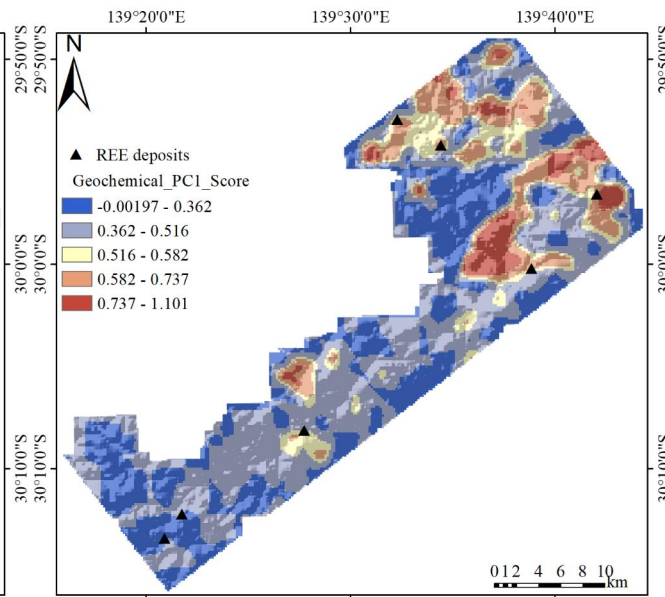 139°20'0"E 139°30'0"E 139°40'0"E
29°50'0"S
29°50'0"S
N
REE deposits
Geochemical_PC1_Score
-0.00197 - 0.362
0.362 - 0.516
0.516 - 0.582
0.582 - 0.737
0.737 - 1.101
30°0'0"S
30°0'0"S
30°10'0"S
30°10'0"S
0 1 2 4 6 8 10
km